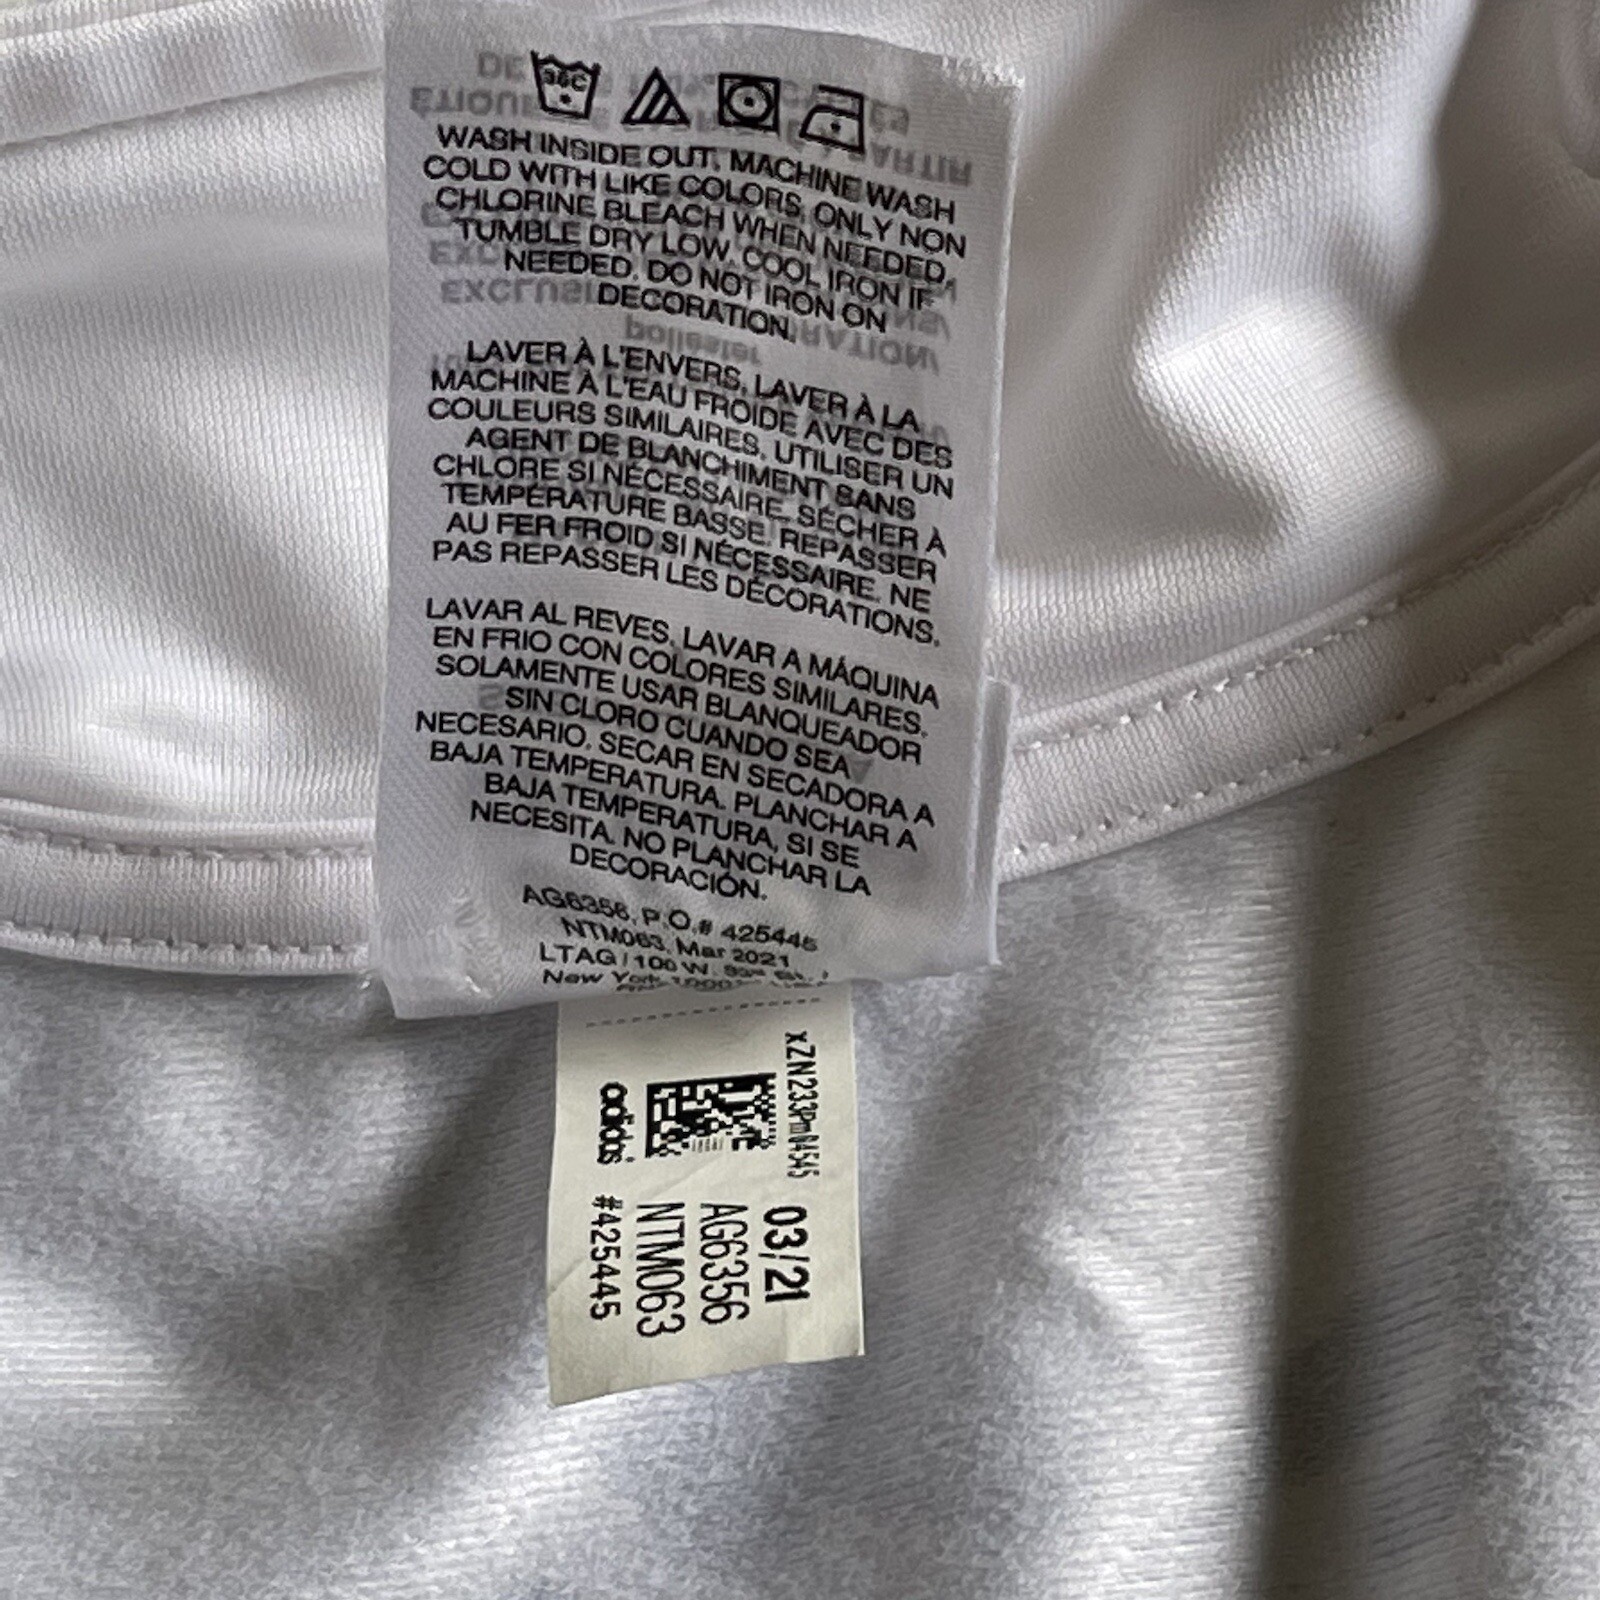 36C
WASH INSIDE OUT. MACHINE WASH
COLD WITH LIKE COLORS, ONLY NON
CHLORINE BLEACH WHEN NEEDED,
TUMBLE DRY LOW, COOL IRON IF
NEEDED. DO NOT IRON ON
DECORATION.
LAVER À L'ENVERS, LAVER À LA
MACHINE À L'EAU FROIDE AVEC DES
COULEURS SIMILAIRES, UTILISER UN
AGENT DE BLANCHIMENT SANS
CHLORE SI NÉCESSAIRE, SÉCHER À
TEMPÉRATURE BASSE. REPASSER
AU FER FROID SI NÉCESSAIRE. NE
PAS REPASSER LES DÉCORATIONS.
LAVAR AL REVES, LAVAR A MÁQUINA
EN FRIO CON COLORES SIMILARES.
SOLAMENTE USAR BLANQUEADOR
SIN CLORO CUANDO SEA
NECESARIO. SECAR EN SECADORA A
BAJA TEMPERATURA. PLANCHAR A
BAJA TEMPERATURA, SI SE
NECESITA. NO PLANCHAR LA
DECORACIÓN.
AG6356, P.O.# 425445
NTM063, Mar 2021
LTAG / 100 W.
New York
xZN233Pm04545
adidas
03/21
AG6356
NTM063
#425445